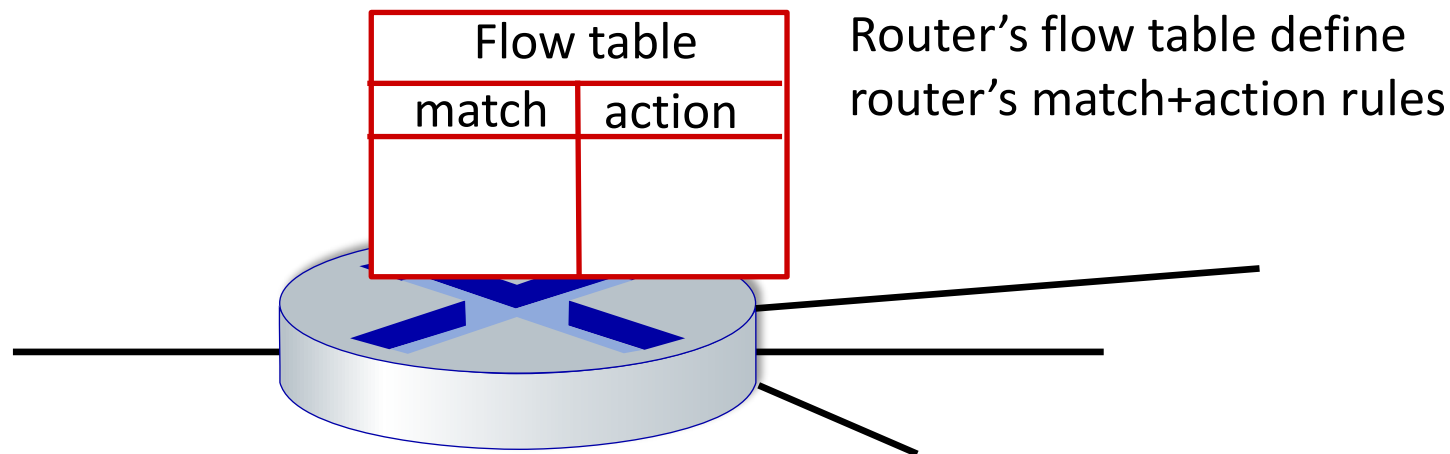 Flow table
match action
Router’s flow table define
router’s match+action rules